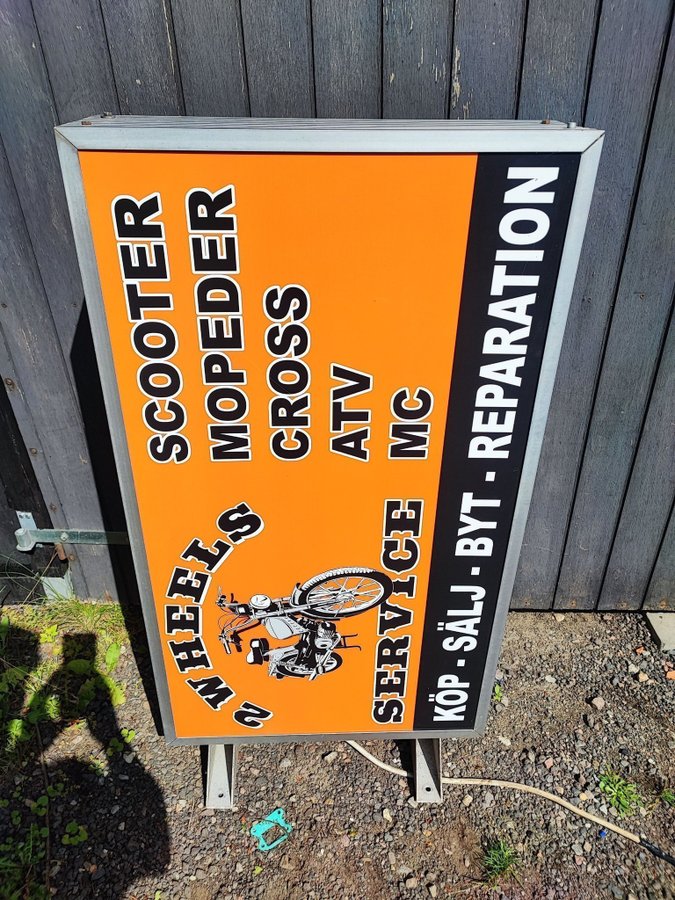 2 WHEELS
SERVICE
SCOOTER
MOPEDER
CROSS
ATV
MC
KÖP - SÄLJ - BYT - REPARATION